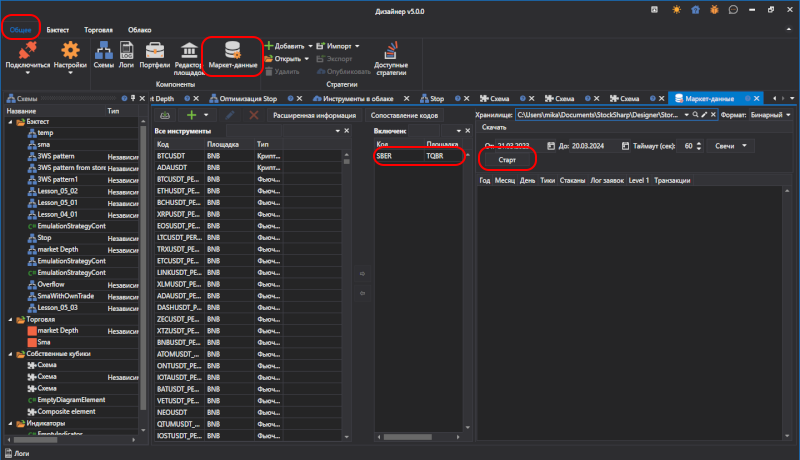 Дизайнер v5.0.0
Общее Бэктест Торговля Облако
Подключиться Настройки Схемы Логи Портфели Редактор площадок Маркет-данные
Добавить Импорт
Открыть Экспорт
Удалить Опубликовать
Доступные стратегии
Компоненты Стратегии
Схемы
et Depth Оптимизация Stop Инструменты в облаке Stop Схема Схема Схема Маркет-данные
Название Тип
Бэктест
temp
sma
3WS pattern Независи
3WS pattern from store Независи
3WS pattern1 Независи
Lesson_05_02 Независи
Lesson_05_01 Независи
Lesson_04_01 Независи
EmulationStrategyCont
Stop Независи
market Depth Независи
EmulationStrategyCont
EmulationStrategyCont
Overflow Независи
SmaWithOwnTrade Независи
Lesson_05_03 Независи
Торговля
market Depth Независи
Sma
Собственные кубики
Схема
Схема Независи
Схема
EmptyDiagramElement
Composite element
Индикаторы
EmptyIndicator
Расширенная информация Сопоставление кодов
Все инструменты
Код Площадка Тип
BTCUSDT BNB Крипт...
ADAUSDT BNB Крипт...
BTCUSDT_PE... BNB Фьюч...
ETHUSDT_PE... BNB Фьюч...
BCHUSDT_PE... BNB Фьюч...
XRPUSDT_PE... BNB Фьюч...
EOSUSDT_PE... BNB Фьюч...
LTCUSDT_PER... BNB Фьюч...
TRXUSDT_PE... BNB Фьюч...
ETCUSDT_PE... BNB Фьюч...
LINKUSDT_PE... BNB Фьюч...
XLMUSDT_PE... BNB Фьюч...
ADAUSDT_PE... BNB Фьюч...
DASHUSDT_P... BNB Фьюч...
ZECUSDT_PE... BNB Фьюч...
XTZUSDT_PE... BNB Фьюч...
BNBUSDT_PE... BNB Фьюч...
ATOMUSDT_... BNB Фьюч...
ONTUSDT_PE... BNB Фьюч...
IOTAUSDT_PE... BNB Фьюч...
BATUSDT_PE... BNB Фьюч...
VETUSDT_PE... BNB Фьюч...
NEOUSDT BNB Фьюч...
QTUMUSDT_... BNB Фьюч...
IOSTUSDT_PE... BNB Фьюч...
Включенс
Код Площадка
SBER TQBR
Хранилище: C:\Users\mika\Documents\StockSharp\Designer\Stor... Формат: Бинарный
Скачать
От: 21.03.2023 До: 20.03.2024 Таймаут (сек): 60 Свечи
Старт
Год Месяц День Тики Стаканы Лог заявок Level 1 Транзакции
Логи